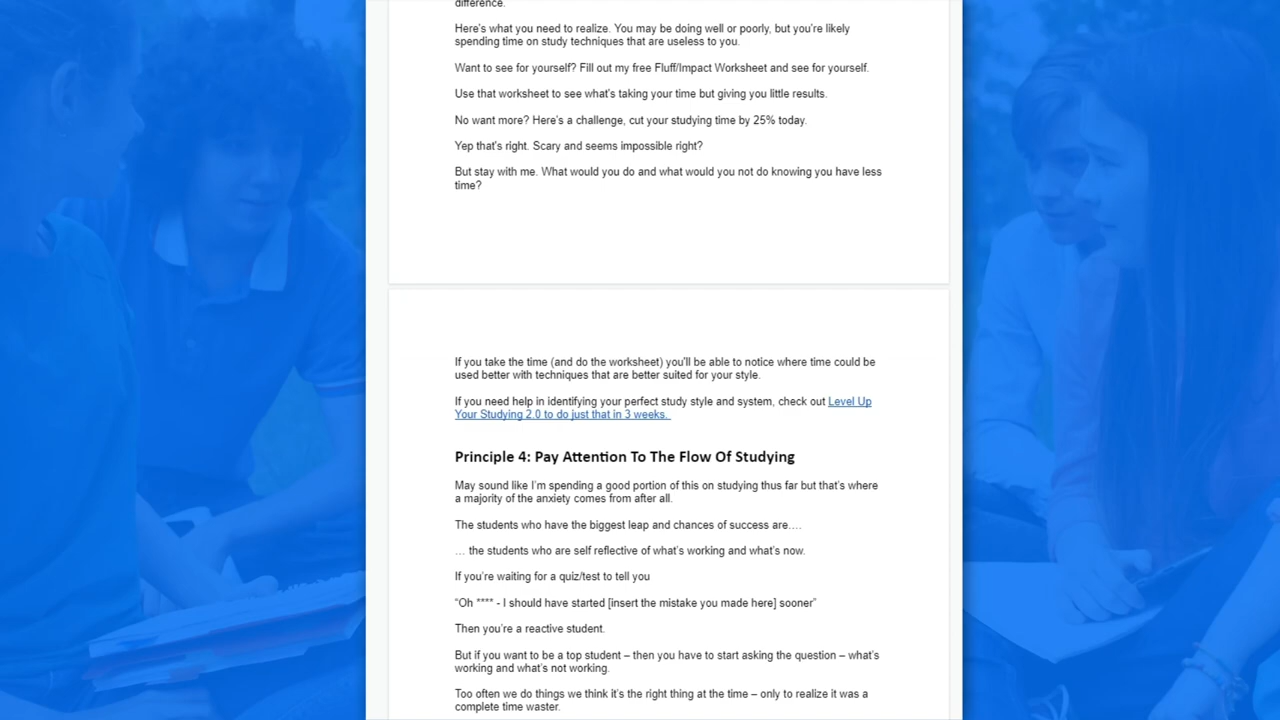 difference.
Here's what you need to realize. You may be doing well or poorly, but you're likely
spending time on study techniques that are useless to you.
Want to see for yourself? Fill out my free Fluff/Impact Worksheet and see for yourself.
Use that worksheet to see what's taking your time but giving you little results.
No want more? Here's a challenge, cut your studying time by 25% today.
Yep that's right. Scary and seems impossible right?
But stay with me. What would you do and what would you not do knowing you have less
time?
If you take the time (and do the worksheet) you'll be able to notice where time could be
used better with techniques that are better suited for your style.
If you need help in identifying your perfect study style and system, check out Level Up
Your Studying 2.0 to do just that in 3 weeks.
Principle 4: Pay Attention To The Flow Of Studying
May sound like I'm spending a good portion of this on studying thus far but that's where
a majority of the anxiety comes from after all.
The students who have the biggest leap and chances of success are….
… the students who are self reflective of what's working and what's now.
If you're waiting for a quiz/test to tell you
“Oh **** - I should have started [insert the mistake you made here] sooner”
Then you're a reactive student.
But if you want to be a top student – then you have to start asking the question – what's
working and what's not working.
Too often we do things we think it's the right thing at the time – only to realize it was a
complete time waster.